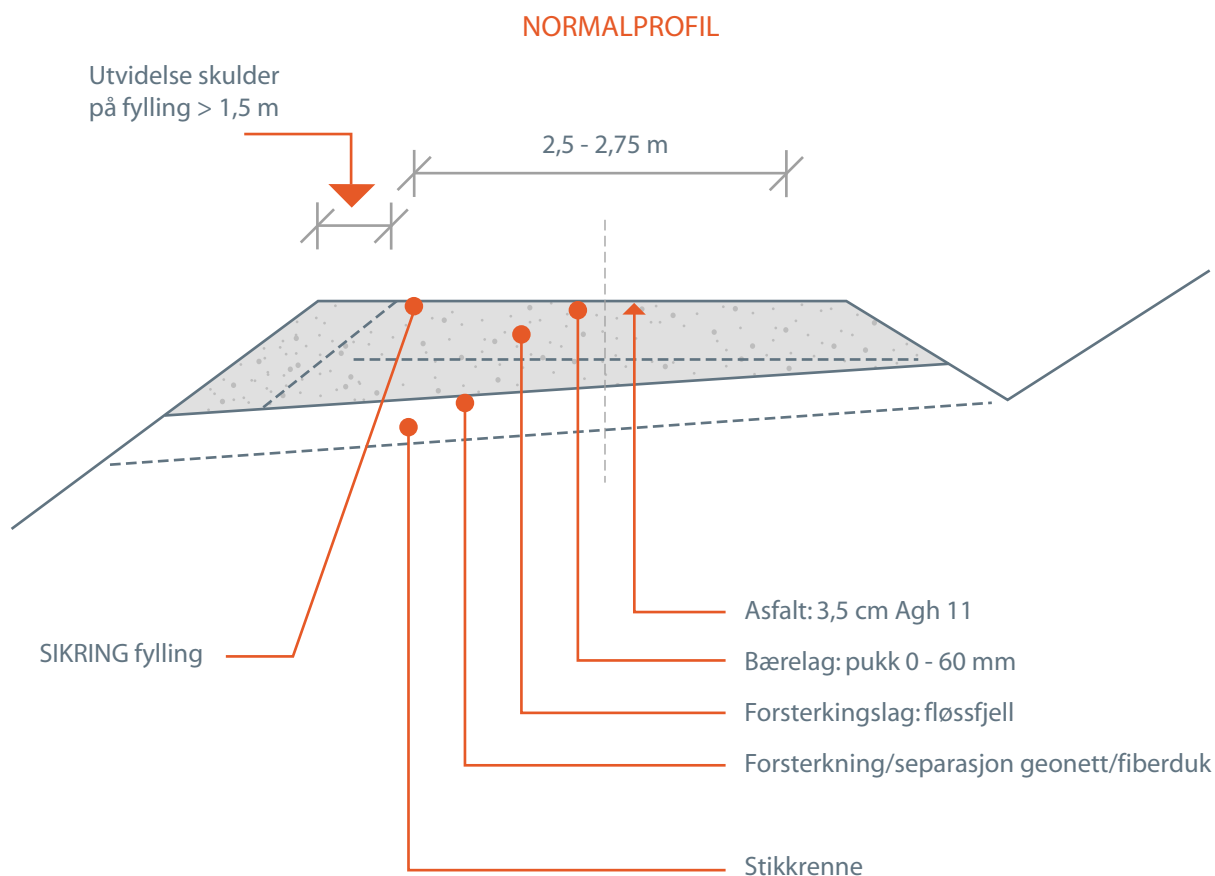 NORMALPROFIL
Utvidelse skulder
på fylling > 1,5 m
2,5 - 2,75 m
SIKRING fylling
Asfalt: 3,5 cm Agh 11
Bærelag: pukk 0 - 60 mm
Forsterkingslag: fløssfjell
Forsterkning/separasjon geonett/fiberduk
Stikkrenne